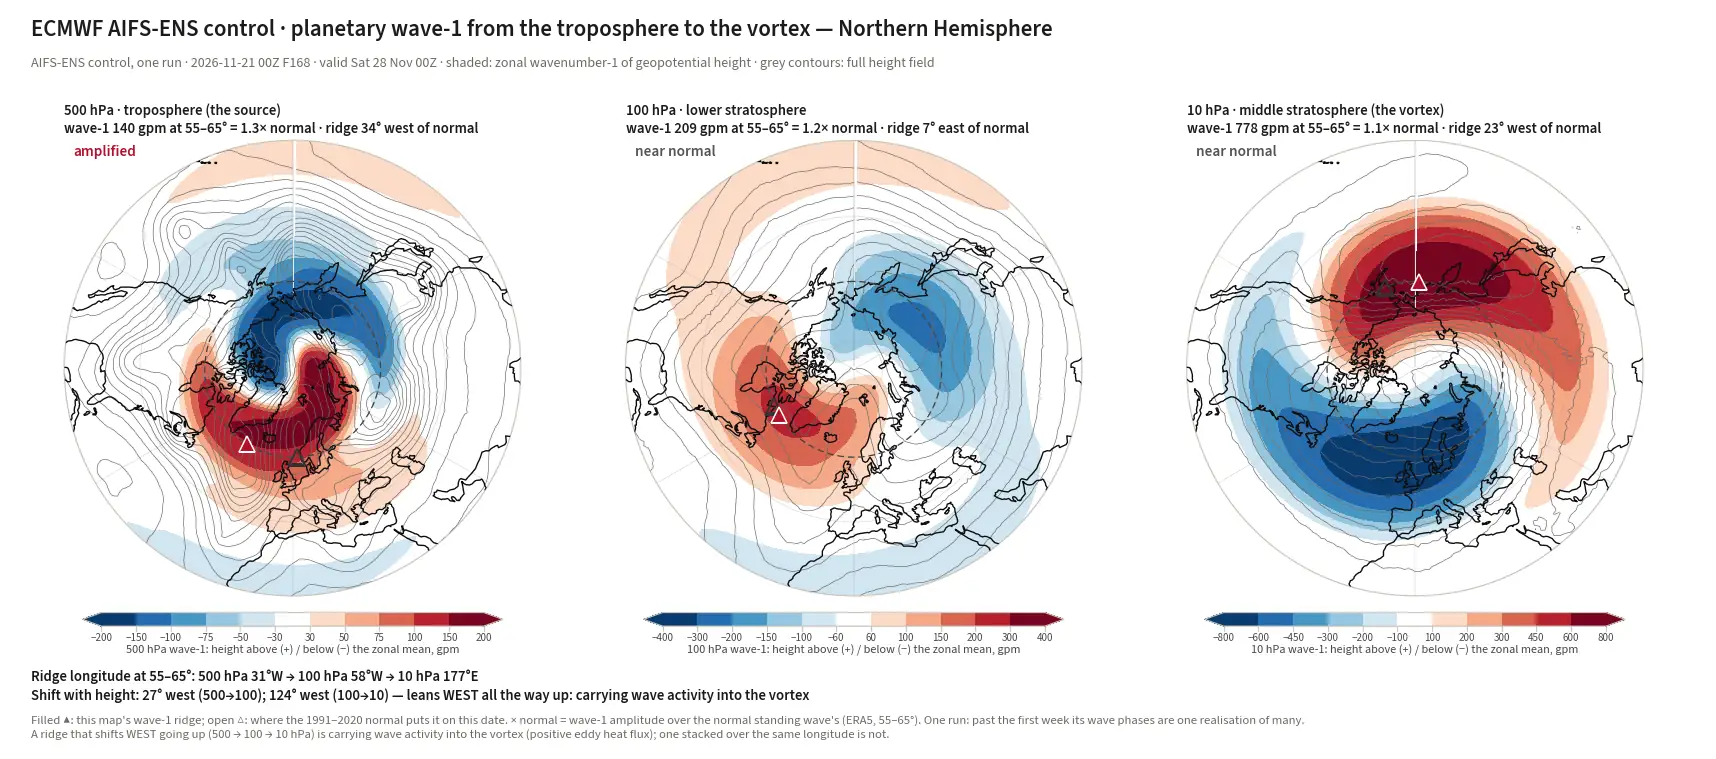 ECMWF AIFS-ENS control · planetary wave-1 from the troposphere to the vortex — Northern Hemisphere
AIFS-ENS control, one run · 2026-11-21 00Z F168 · valid Sat 28 Nov 00Z · shaded: zonal wavenumber-1 of geopotential height · grey contours: full height field
500 hPa · troposphere (the source)
wave-1 140 gpm at 55–65° = 1.3× normal · ridge 34° west of normal
amplified
100 hPa · lower stratosphere
wave-1 209 gpm at 55–65° = 1.2× normal · ridge 7° east of normal
near normal
10 hPa · middle stratosphere (the vortex)
wave-1 778 gpm at 55–65° = 1.1× normal · ridge 23° west of normal
near normal
−200 −150 −100 −75 −50 −30 30 50 75 100 150 200
500 hPa wave-1: height above (+) / below (−) the zonal mean, gpm
−400 −300 −200 −150 −100 −60 60 100 150 200 300 400
100 hPa wave-1: height above (+) / below (−) the zonal mean, gpm
−800 −600 −450 −300 −200 −100 100 200 300 450 600 800
10 hPa wave-1: height above (+) / below (−) the zonal mean, gpm
Ridge longitude at 55–65°: 500 hPa 31°W → 100 hPa 58°W → 10 hPa 177°E
Shift with height: 27° west (500→100); 124° west (100→10) — leans WEST all the way up: carrying wave activity into the vortex
Filled ▲: this map's wave-1 ridge; open △: where the 1991–2020 normal puts it on this date. × normal = wave-1 amplitude over the normal standing wave's (ERA5, 55–65°). One run: past the first week its wave phases are one realisation of many.
A ridge that shifts WEST going up (500 → 100 → 10 hPa) is carrying wave activity into the vortex (positive eddy heat flux); one stacked over the same longitude is not.